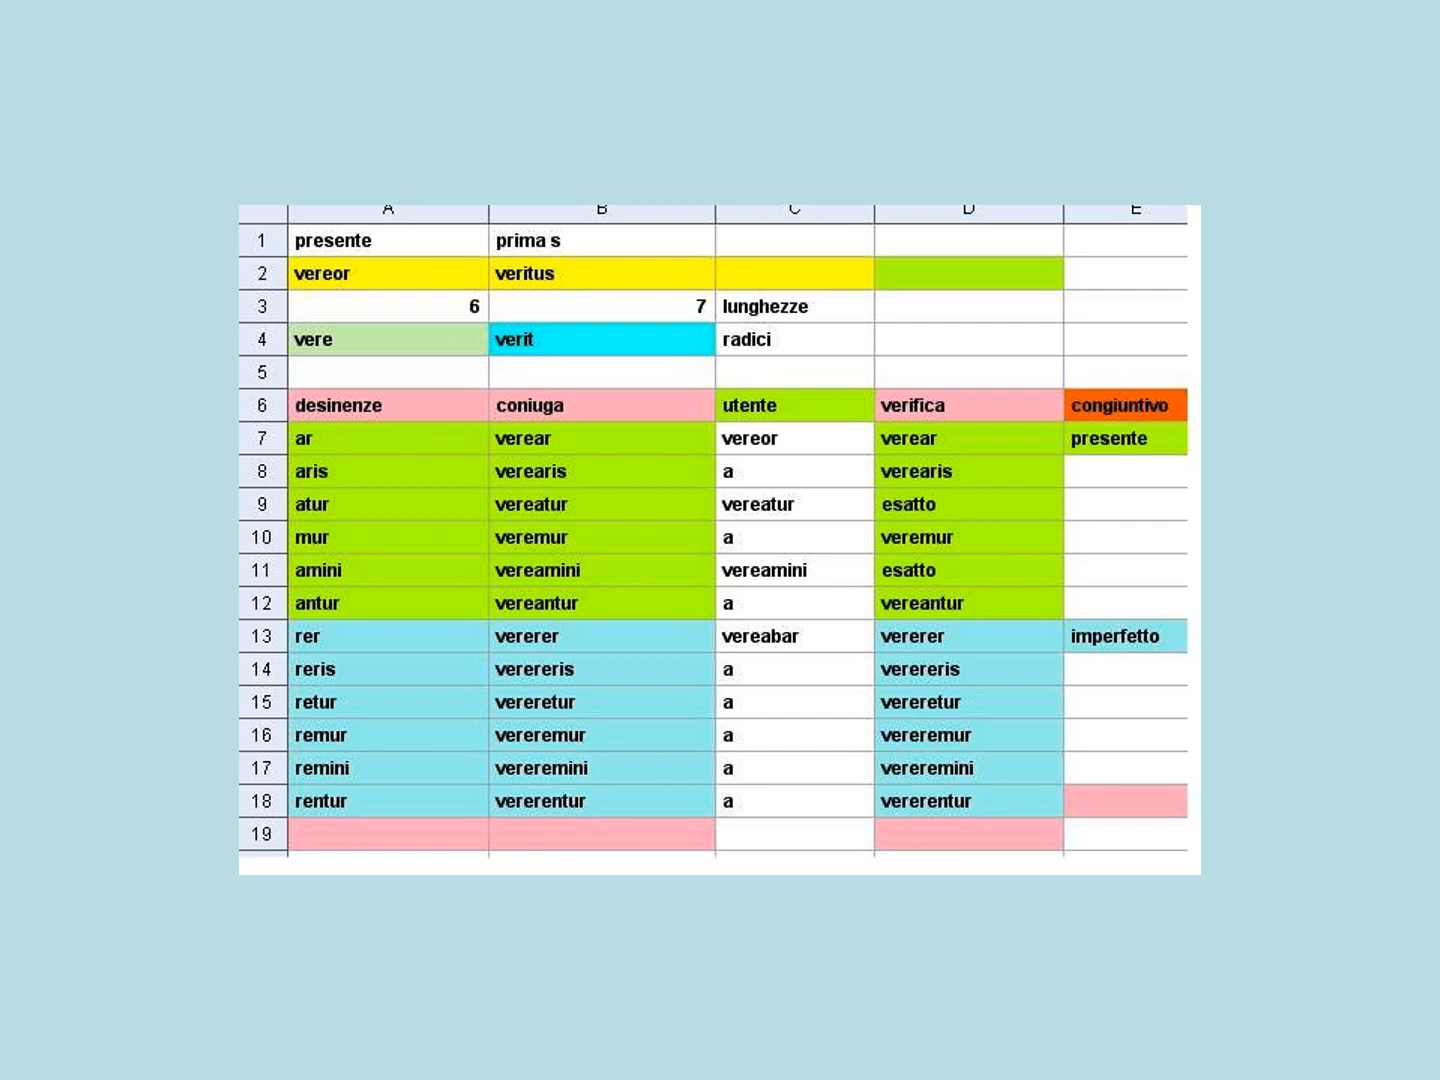 A B C D E
1 presente prima s
2 vereor veritus
3 6 7 lunghezze
4 vere verit radici
5
6 desinenze coniuga utente verifica congiuntivo
7 ar verear vereor verear presente
8 aris verearis a verearis
9 atur vereatur vereatur esatto
10 mur veremur a veremur
11 amini vereamini vereamini esatto
12 antur vereantur a vereantur
13 rer vererer vereabar vererer imperfetto
14 reris verereris a verereris
15 retur vereretur a vereretur
16 remur vereremur a vereremur
17 remini vereremini a vereremini
18 rentur vererentur a vererentur
19